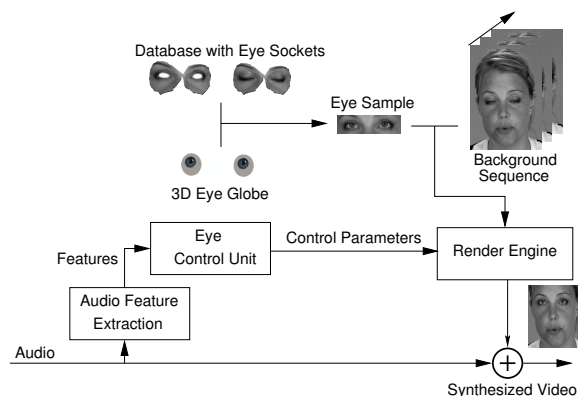 Database with Eye Sockets
Eye Sample
Background
Sequence
3D Eye Globe
Eye
Control Unit
Control Parameters
Render Engine
Features
Audio Feature
Extraction
Audio
+
Synthesized Video